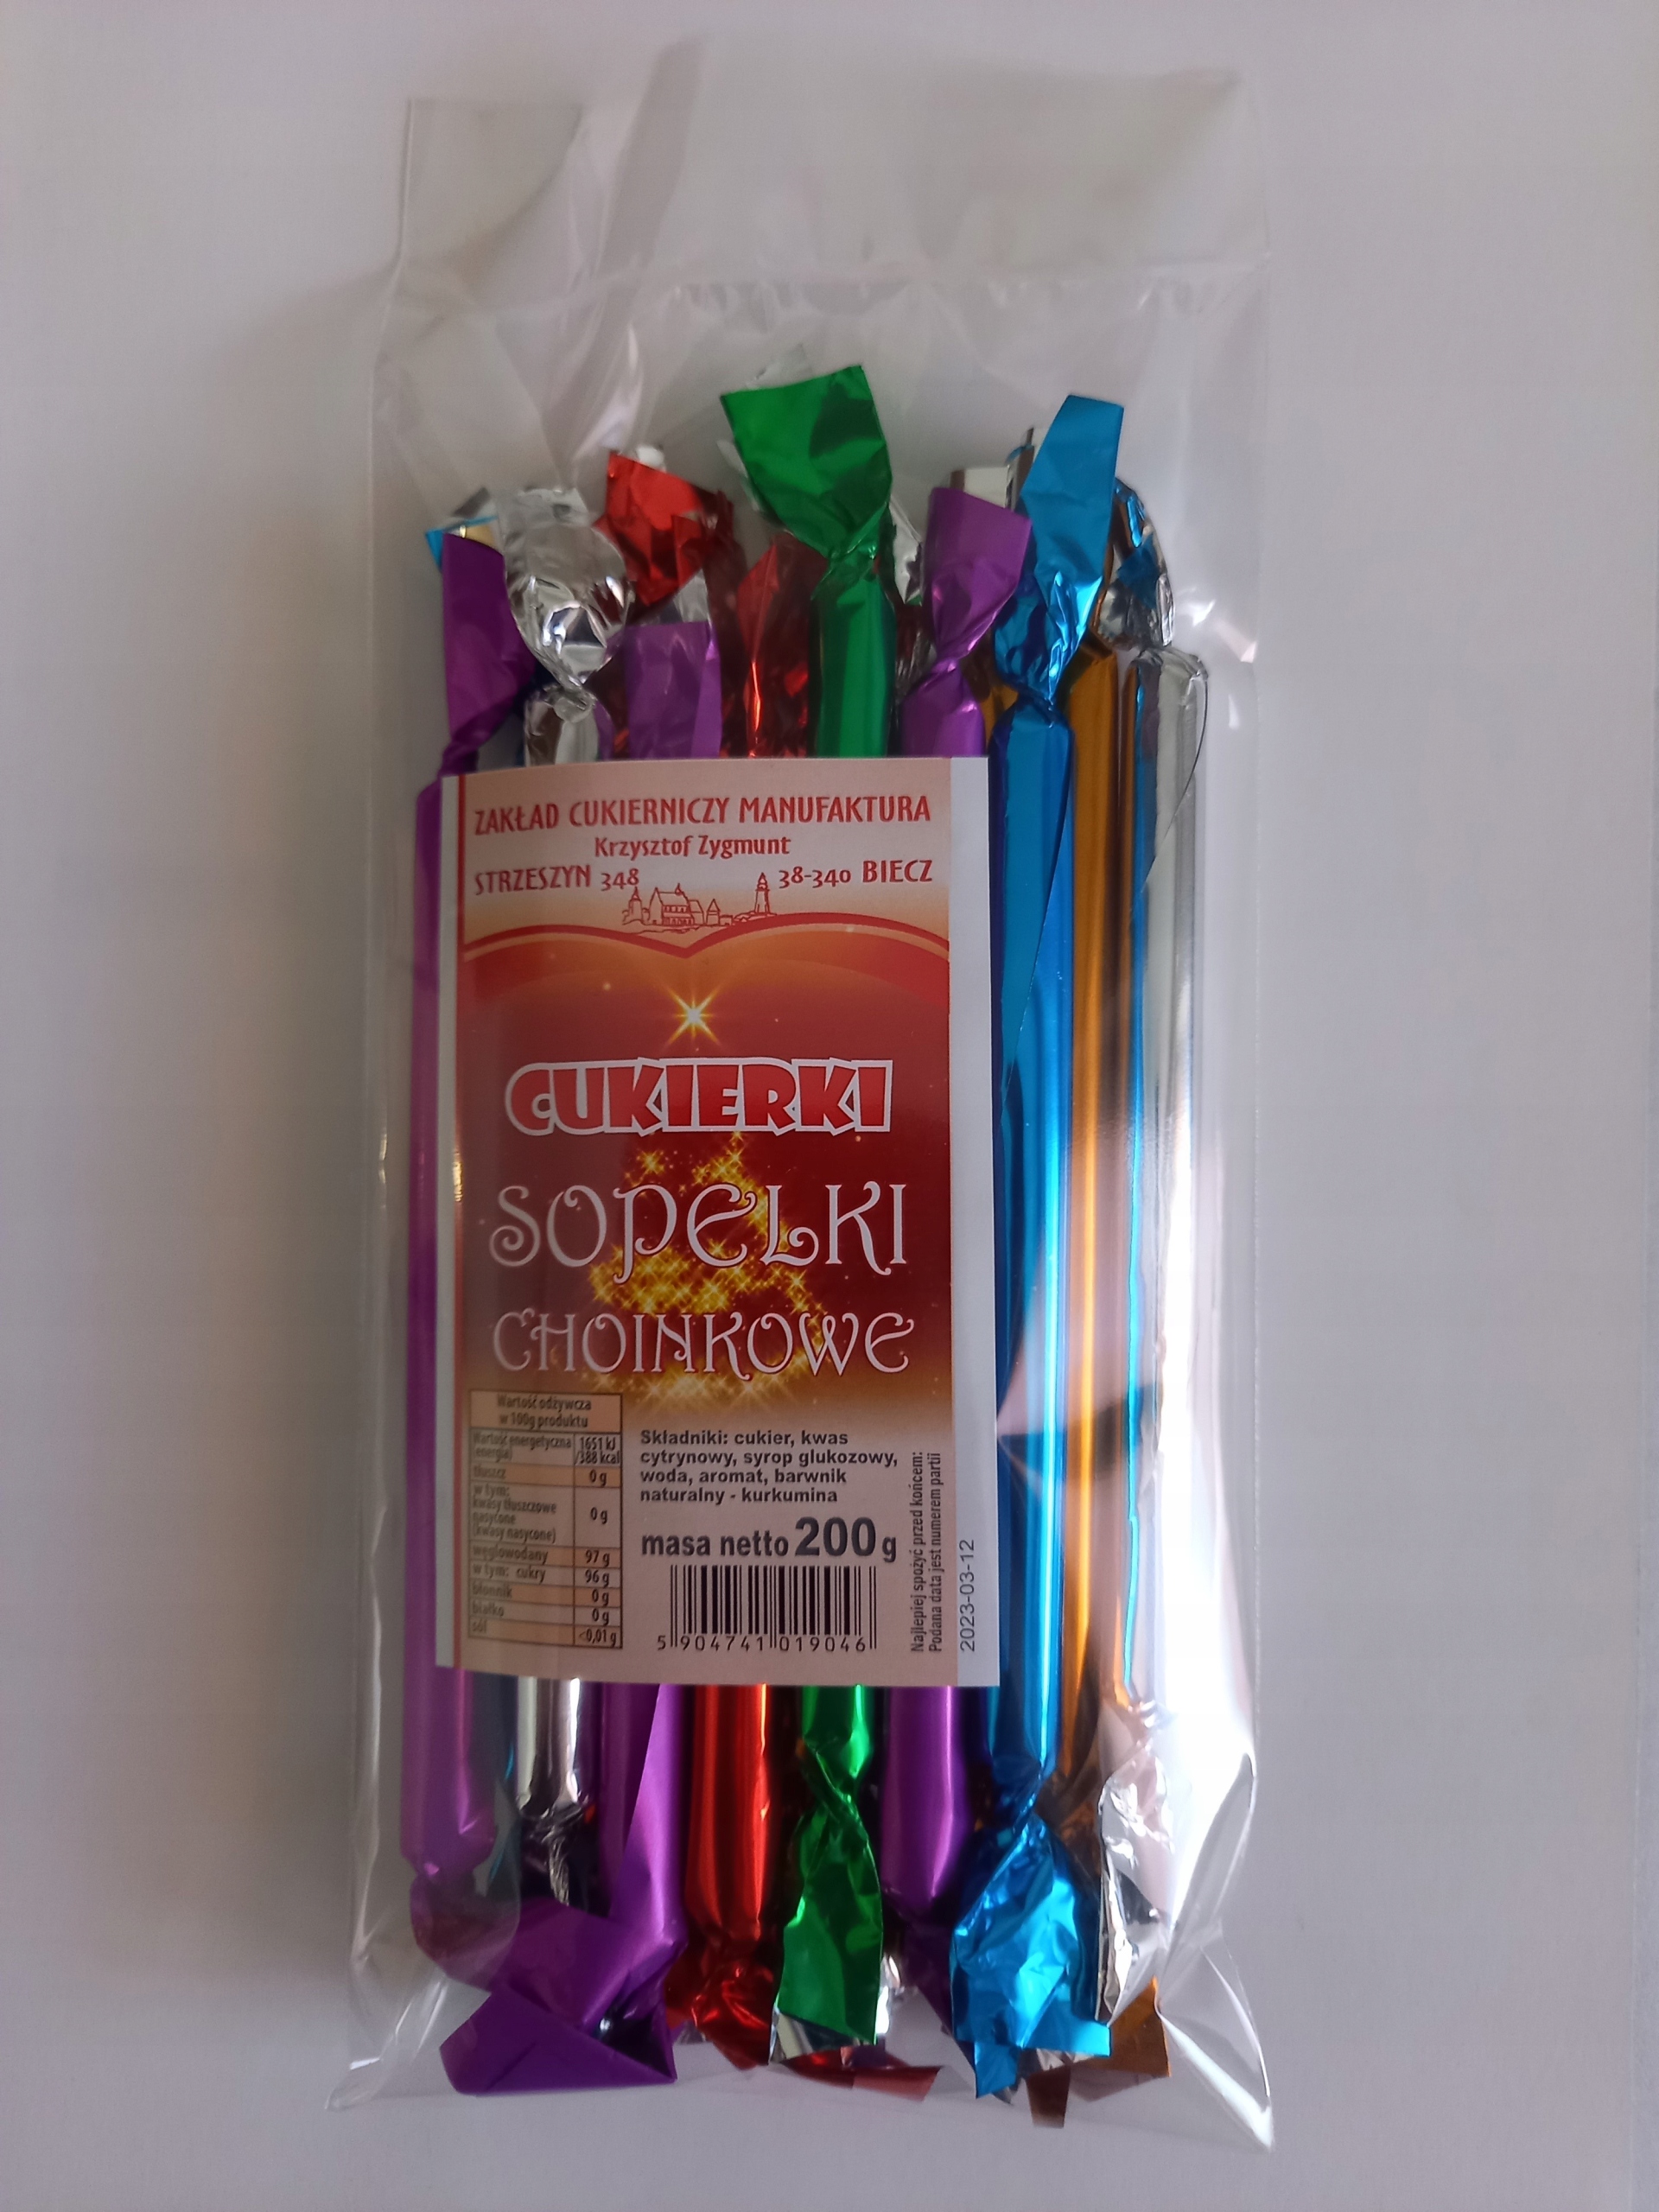 ZAKŁAD CUKIERNICZY MANUFAKTURA
Krzysztof Zygmunt
STRZESZYN 348 38-340 BIECZ
CUKIERKI
SOPELKI
CHOINKOWE
Wartość odżywcza
w 100g produktu
Wartość energetyczna 1651 kJ
(energia) /388 kcal
tłuszcz 0 g
w tym:
kwasy tłuszczowe
nasycone 0 g
(kwasy nasycone)
węglowodany 97 g
w tym: cukry 96 g
błonnik 0 g
białko 0 g
sól <0,01 g
Składniki: cukier, kwas
cytrynowy, syrop glukozowy,
woda, aromat, barwnik
naturalny - kurkumina
masa netto 200 g
5 904741 019046
Najlepiej spożyć przed końcem:
Podana data jest numerem partii
2023-03-12